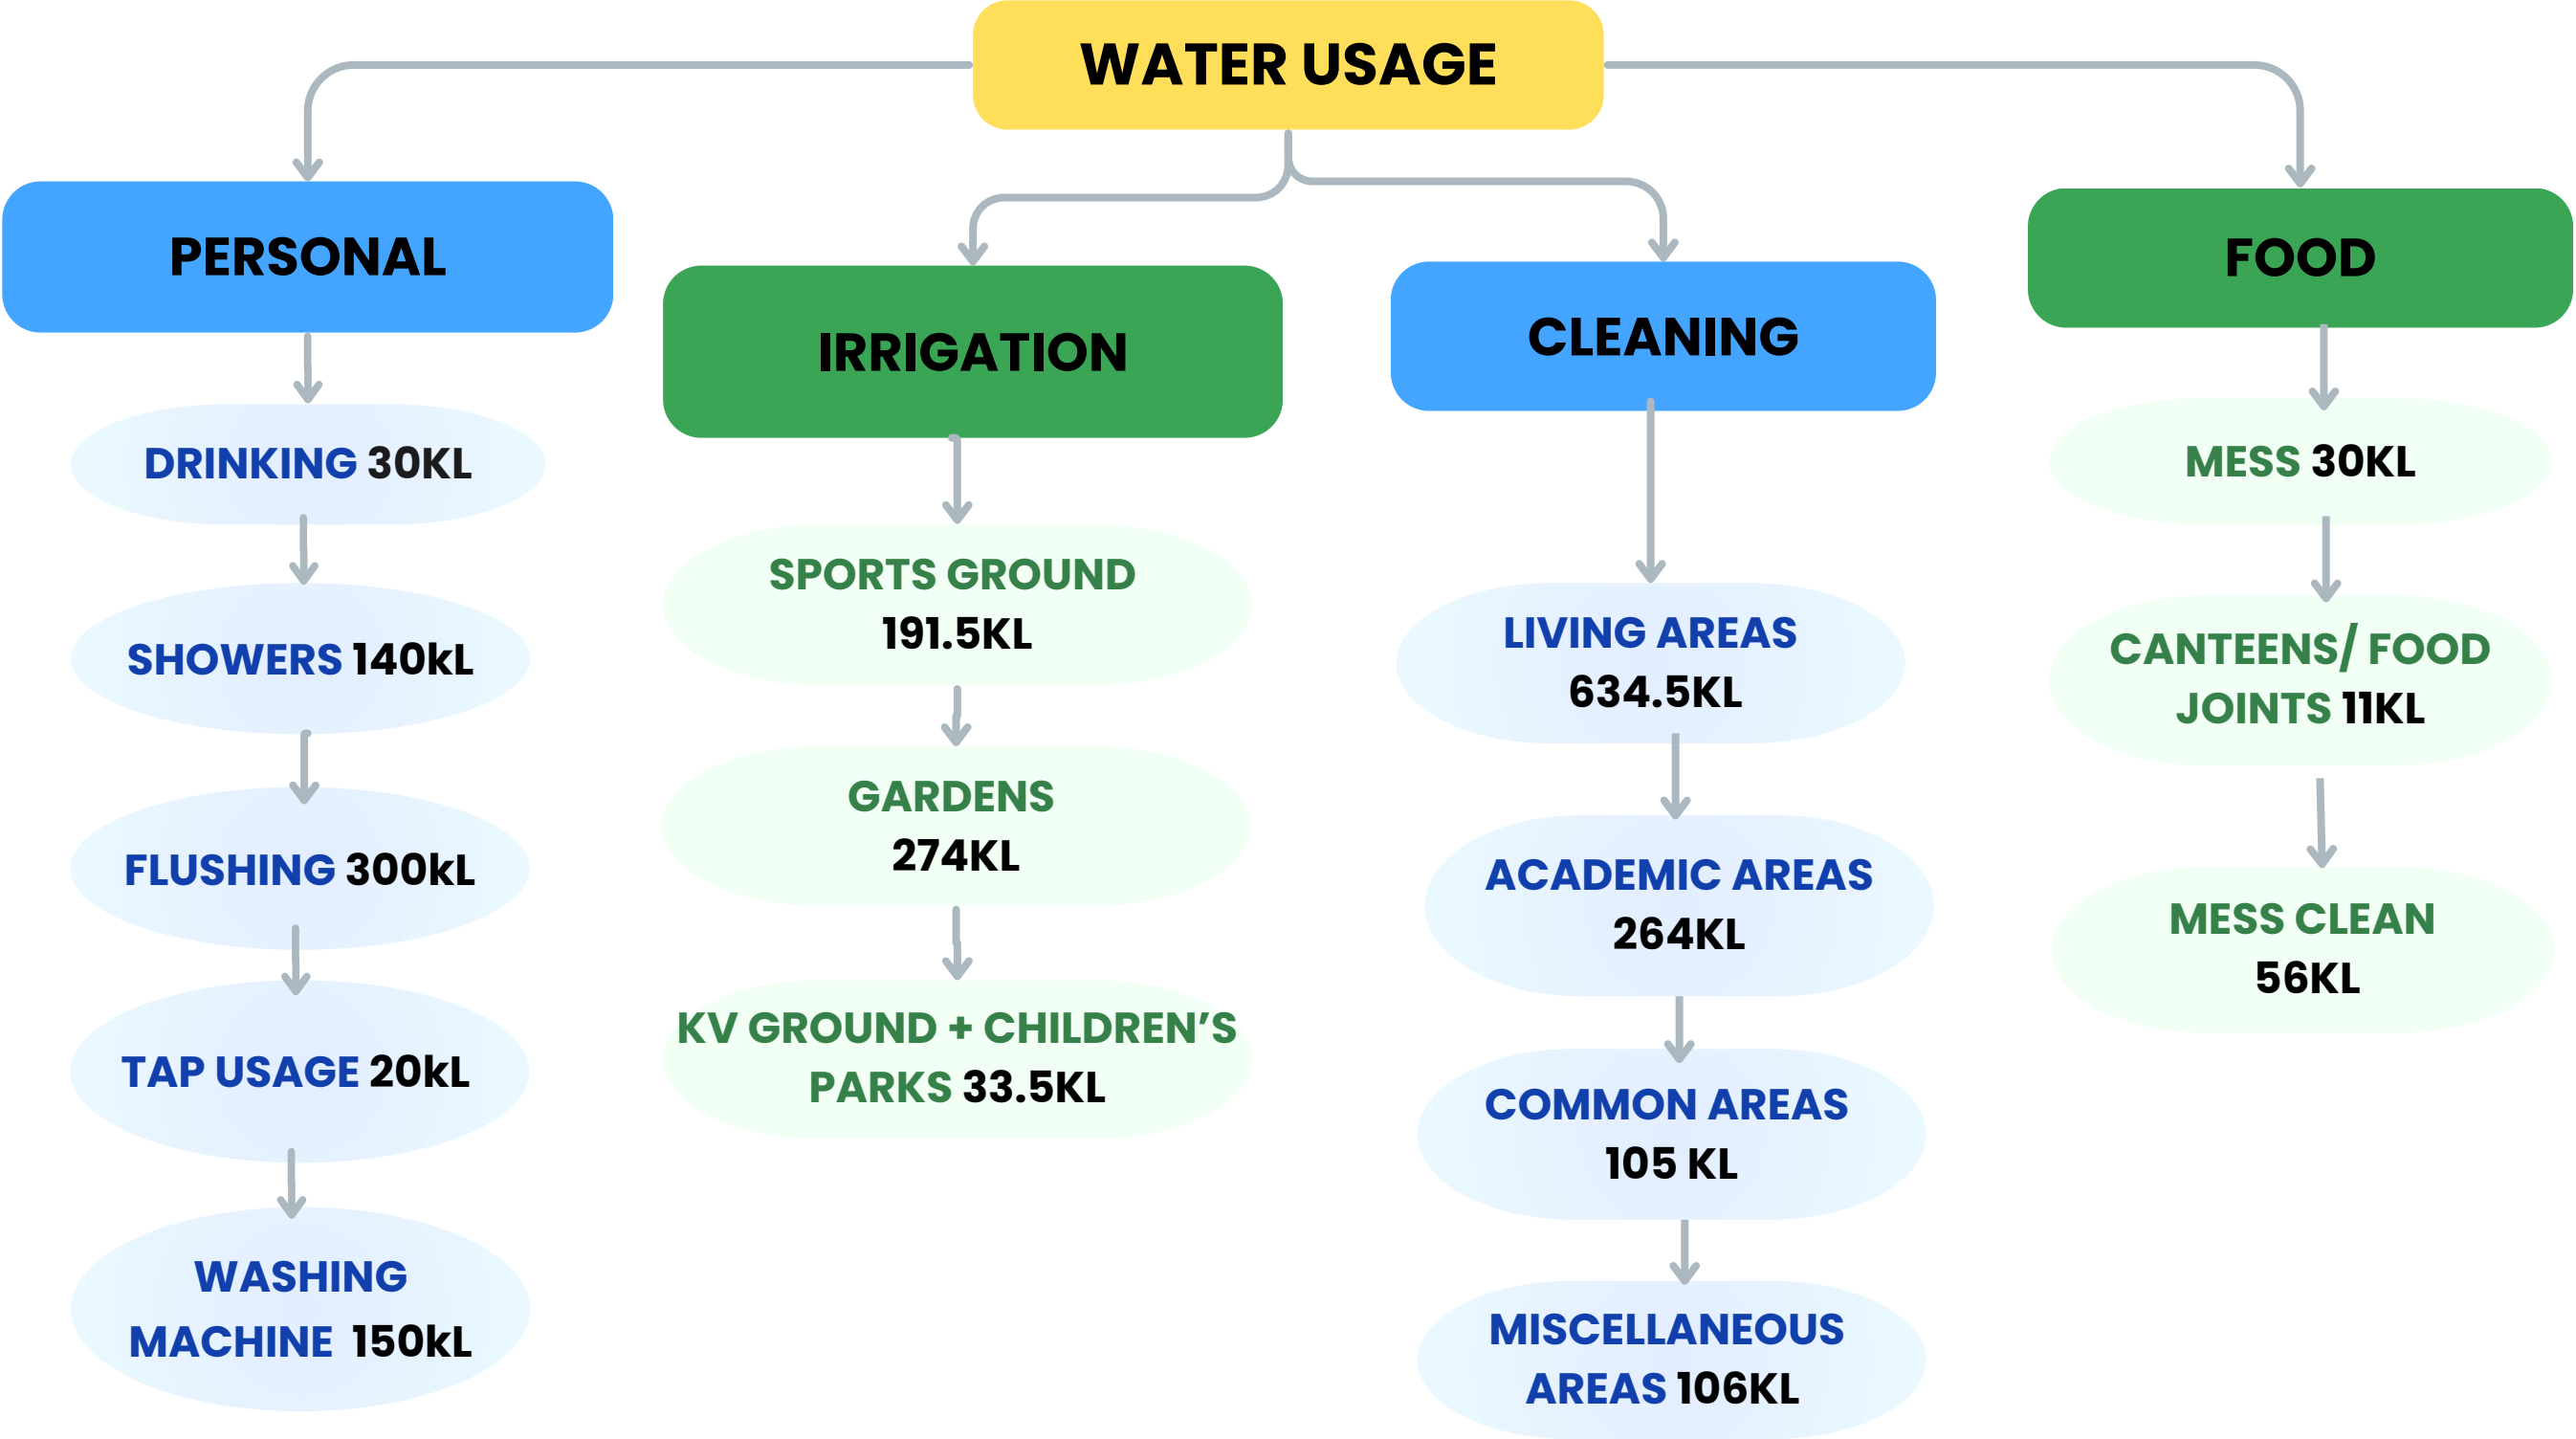 WATER USAGE
PERSONAL
DRINKING 30KL
SHOWERS 140kL
FLUSHING 300kL
TAP USAGE 20kL
WASHING
MACHINE 150kL
IRRIGATION
SPORTS GROUND
191.5KL
GARDENS
274KL
KV GROUND + CHILDREN’S
PARKS 33.5KL
CLEANING
LIVING AREAS
634.5KL
ACADEMIC AREAS
264KL
COMMON AREAS
105 KL
MISCELLANEOUS
AREAS 106KL
FOOD
MESS 30KL
CANTEENS/ FOOD
JOINTS 11KL
MESS CLEAN
56KL